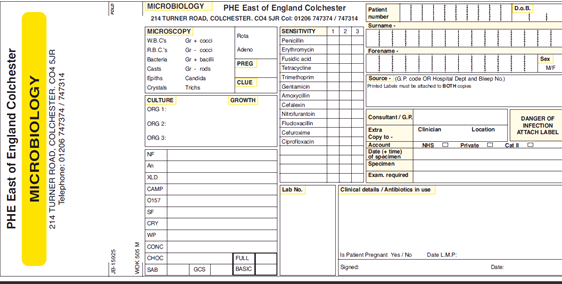 PHE East of England Colchester
MICROBIOLOGY
214 TURNER ROAD, COLCHESTER. CO4 5JR
Telephone: 01206 747374 / 747314
FOLD
JB-15925
WOK 505 M
MICROBIOLOGY PHE East of England Colchester
214 TURNER ROAD, COLCHESTER. CO4 5JR Col: 01206 747374 / 747314
MICROSCOPY
W.B.C's Gr + cocci
R.B.C's Gr - cocci
Bacteria Gr + bacilli
Casts Gr - rods
Epiths Candida
Crystals Trichs
Rota
Adeno
PREG
CLUE
CULTURE GROWTH
ORG 1:
ORG 2:
ORG 3:
NF
An
XLD
CAMP
O157
SF
CRY
WP
CONC
CHOC FULL
SAB GCS BASIC
SENSITIVITY 1 2 3
Penicillin
Erythromycin
Fusidic acid
Tetracycline
Trimethoprim
Gentamicin
Amoxycillin
Cefalexin
Nitrofurantoin
Fludoxacillin
Cefuroxime
Ciprofloxacin
Lab No.
Patient number
D.o.B.
Surname -
Forename -
Sex
M/F
Source - (G.P. code OR Hospital Dept and Bleep No.)
Printed Labels must be attached to BOTH copies
Consultant / G.P.
Extra Copy to - Clinician Location
Account NHS Private Cat II
Date (+ time) of specimen
Specimen
Exam. required
DANGER OF
INFECTION
ATTACH LABEL
Clinical details / Antibiotics in use
Is Patient Pregnant Yes / No Date L.M.P:
Signed: Date: